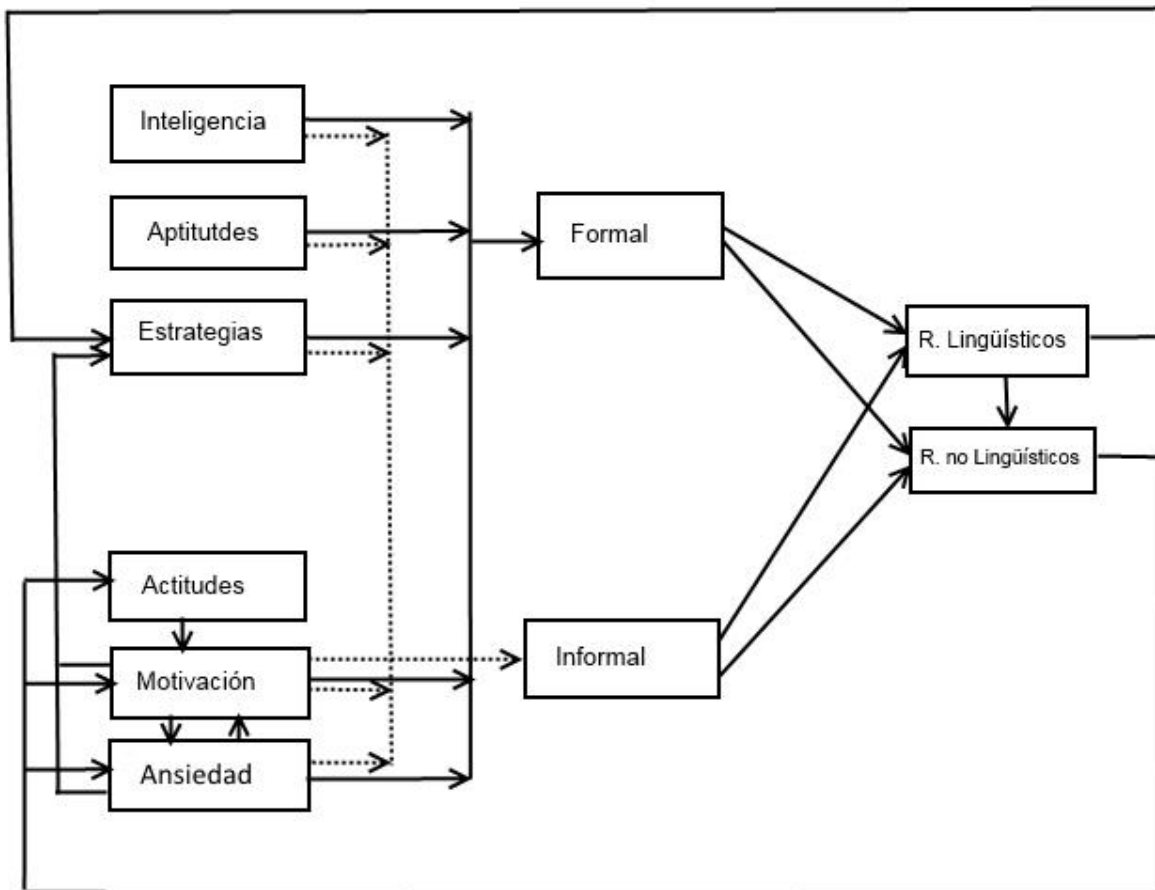 Inteligencia
Aptitutdes
Estrategias
Formal
R. Lingüísticos
R. no Lingüísticos
Actitudes
Motivación
Ansiedad
Informal